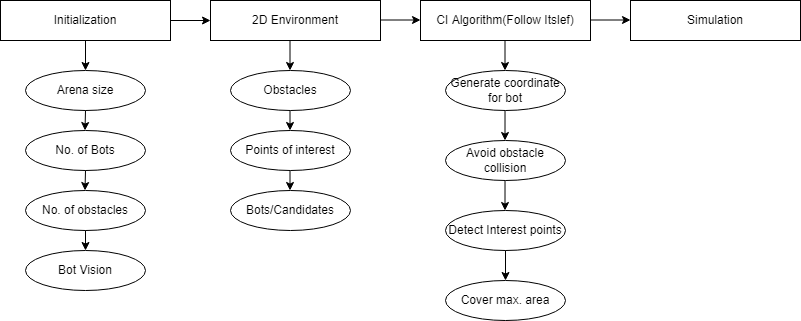 Initialization
2D Environment
CI Algorithm(Follow Itslef)
Simulation
Arena size
No. of Bots
No. of obstacles
Bot Vision
Obstacles
Points of interest
Bots/Candidates
Generate coordinate
for bot
Avoid obstacle
collision
Detect Interest points
Cover max. area